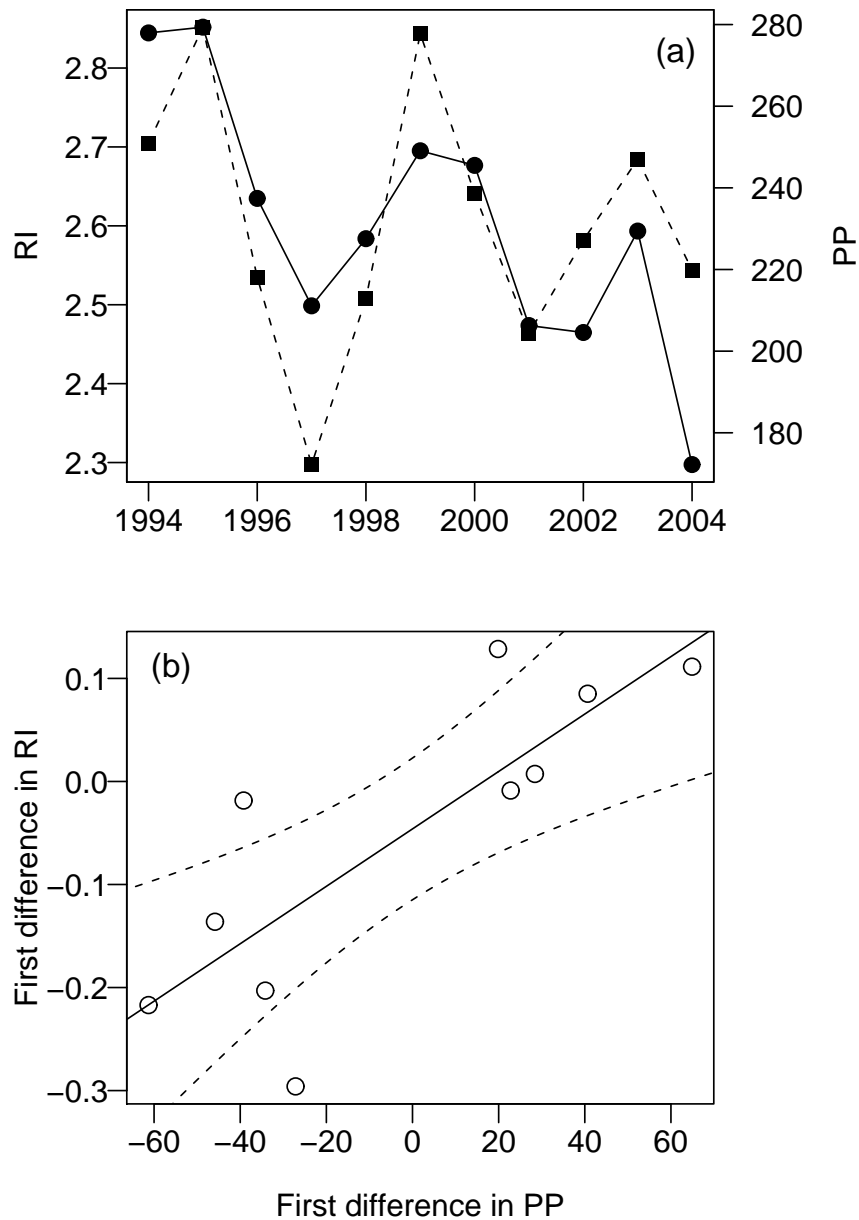 (a)
RI
2.8
2.7
2.6
2.5
2.4
2.3
280
260
240
220
200
180
PP
1994 1996 1998 2000 2002 2004
(b)
First difference in RI
0.1
0.0
−0.1
−0.2
−0.3
−60 −40 −20 0 20 40 60
First difference in PP